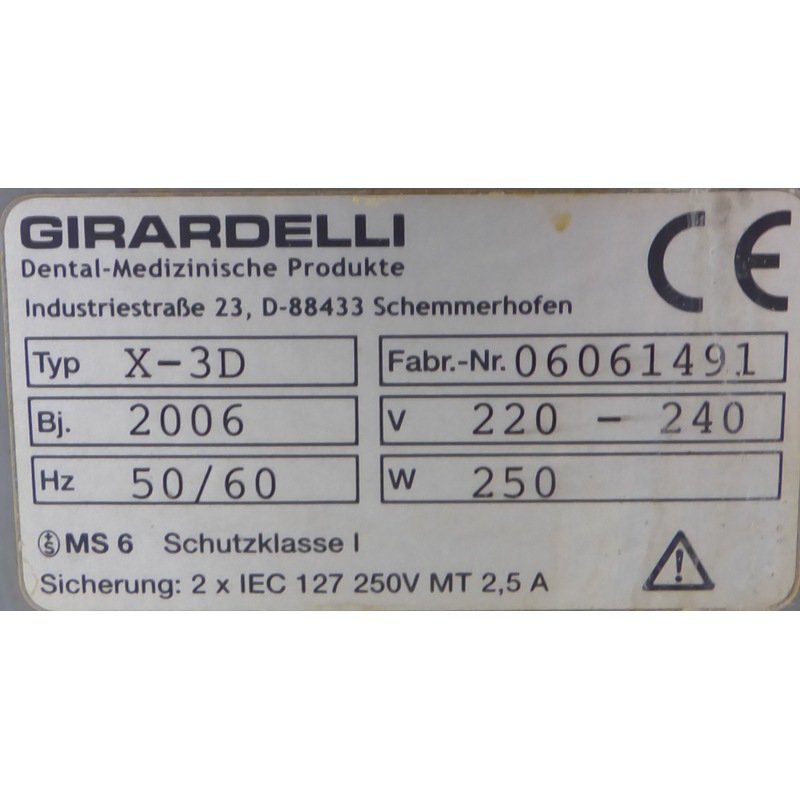 GIRARDELLI
Dental-Medizinische Produkte
Industriestraße 23, D-88433 Schemmerhofen
CE
Typ X-3D Fabr.-Nr. 06061491
Bj. 2006 V 220 - 240
Hz 50/60 W 250
MS 6 Schutzklasse I
Sicherung: 2 x IEC 127 250V MT 2,5 A